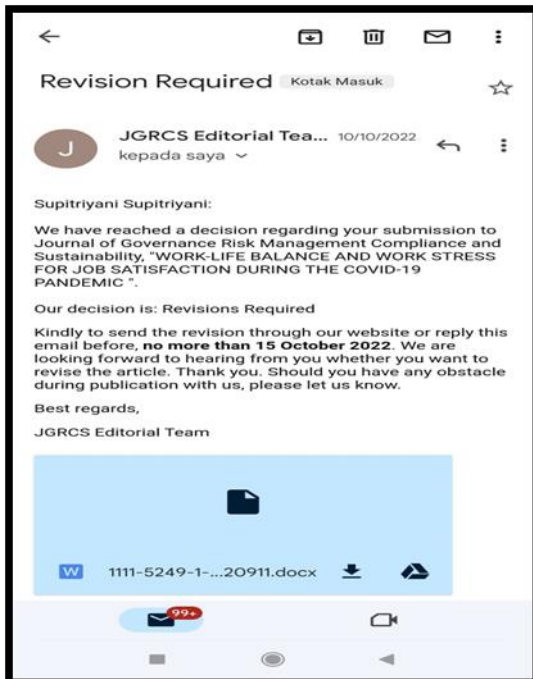 Revision Required Kotak Masuk
J
JGRCS Editorial Tea... 10/10/2022
kepada saya
Supitriyani Supitriyani:
We have reached a decision regarding your submission to
Journal of Governance Risk Management Compliance and
Sustainability, "WORK-LIFE BALANCE AND WORK STRESS
FOR JOB SATISFACTION DURING THE COVID-19
PANDEMIC ".
Our decision is: Revisions Required
Kindly to send the revision through our website or reply this
email before, no more than 15 October 2022. We are
looking forward to hearing from you whether you want to
revise the article. Thank you. Should you have any obstacle
during publication with us, please let us know.
Best regards,
JGRCS Editorial Team
W 1111-5249-1-...20911.docx
99+